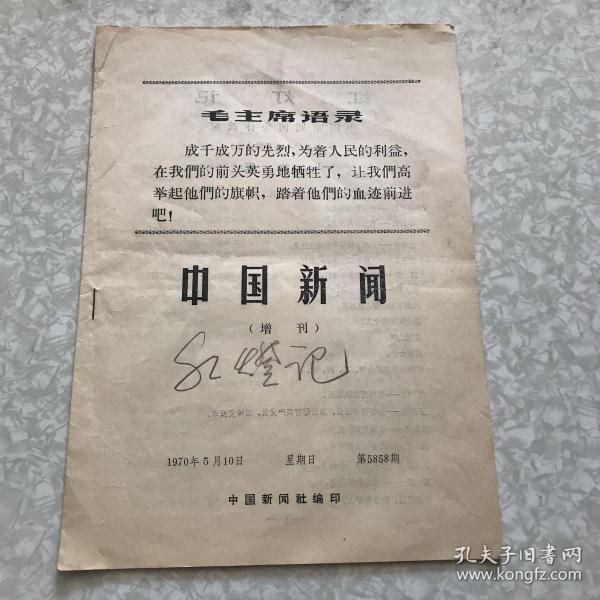 毛主席语录
成千成万的先烈，为着人民的利益，
在我們的前头英勇地牺牲了，让我們高
举起他們的旗帜，踏着他們的血迹前进
吧！
中国新闻
（增刊）
红燈记
1970年5月10日 星期日 第5858期
中国新闻社編印
孔夫子旧书网
www.kongfz.com